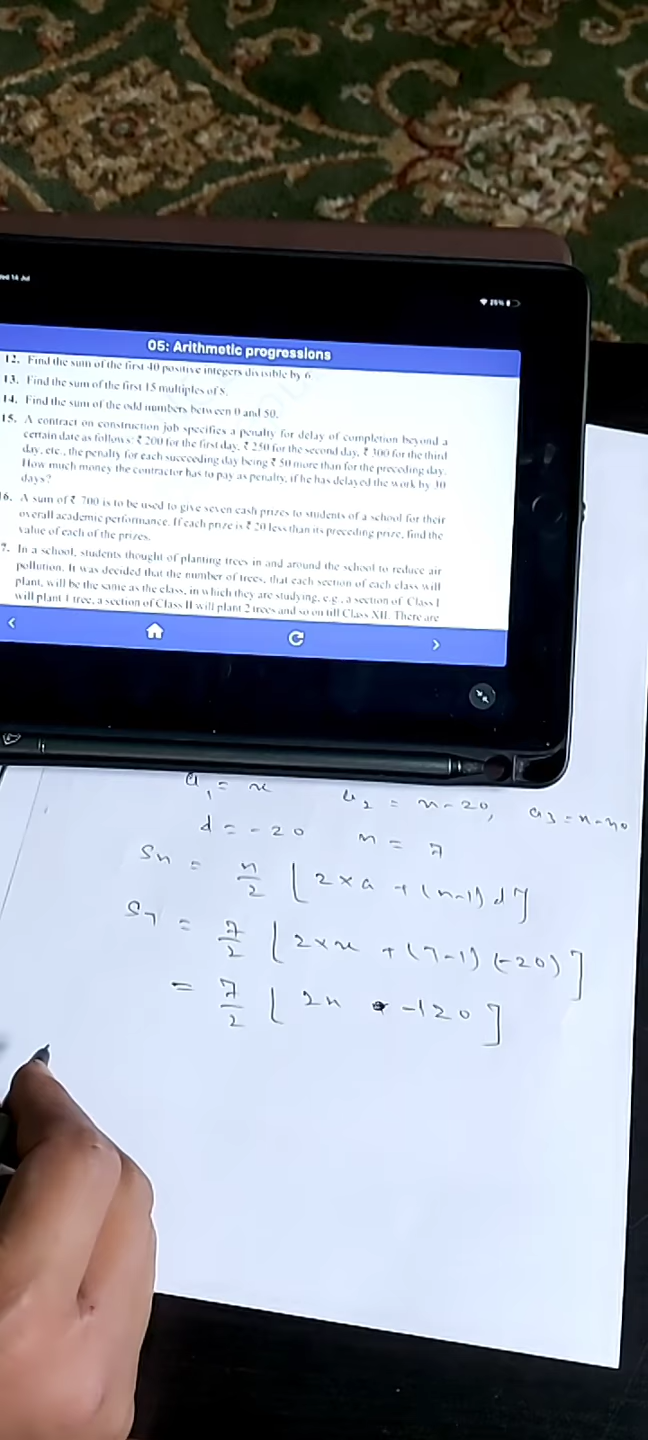 Wed 14 Jul
25%
05: Arithmetic progressions
12. Find the sum of the first 40 positive integers divisible by 6.
13. Find the sum of the first 15 multiples of 8.
14. Find the sum of the odd numbers between 0 and 50.
15. A contract on construction job specifies a penalty for delay of completion beyond a
certain date as follows: ₹ 200 for the first day, ₹ 250 for the second day, ₹ 300 for the third
day, etc., the penalty for each succeeding day being ₹ 50 more than for the preceding day.
How much money the contractor has to pay as penalty, if he has delayed the work by 30
days?
16. A sum of ₹ 700 is to be used to give seven cash prizes to students of a school for their
overall academic performance. If each prize is ₹ 20 less than its preceding prize, find the
value of each of the prizes.
7. In a school, students thought of planting trees in and around the school to reduce air
pollution. It was decided that the number of trees, that each section of each class will
plant, will be the same as the class, in which they are studying, e.g., a section of Class I
will plant 1 tree, a section of Class II will plant 2 trees and so on till Class XII. There are
a₁ = x a₂ = x-20, a₃ = x-40
d = -20 n = 7
Sn = n/2 [2×a + (n-1)d]
S₇ = 7/2 [2×x + (7-1)(-20)]
= 7/2 [2x -120]